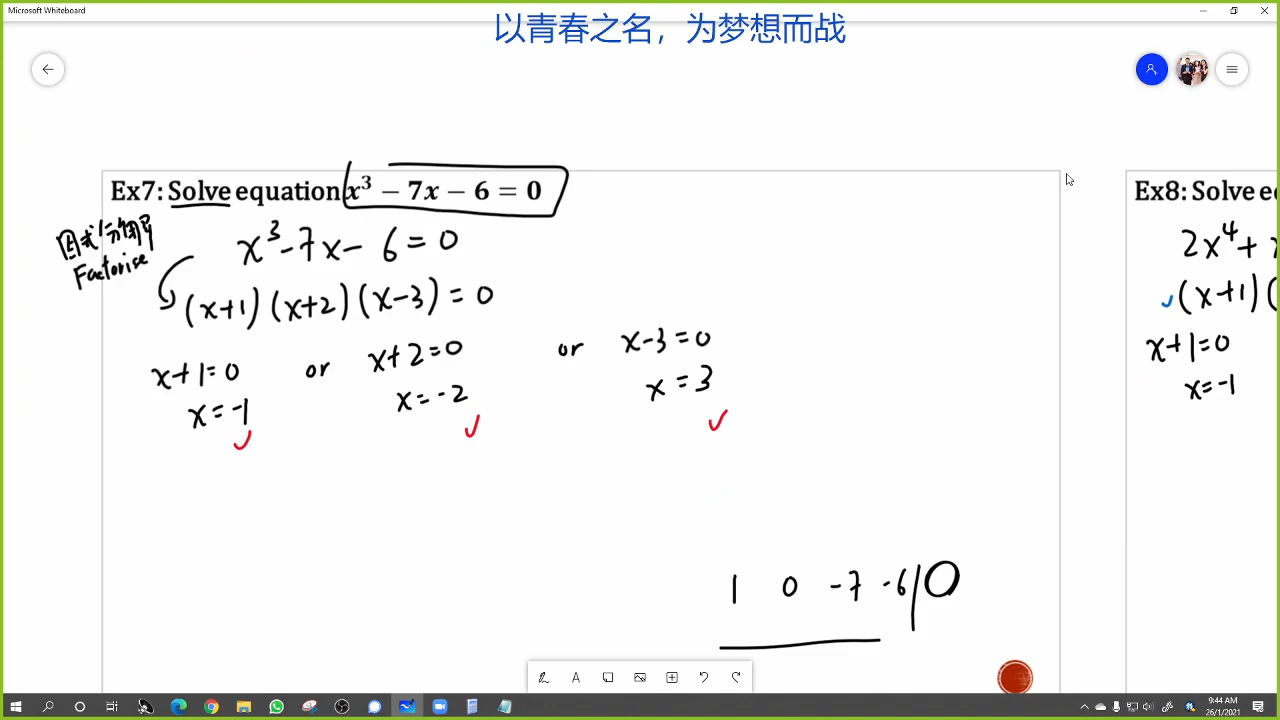 Microsoft Whiteboard
以青春之名，为梦想而战
Ex7: Solve equation x³ − 7x − 6 = 0
因式分解
Factorise
x³-7x-6=0
(x+1)(x+2)(x-3)=0
x+1=0 or x+2=0 or x-3=0
x=-1 x=-2 x=3
1 0 -7 -6 0
Ex8: Solve e
2x⁴+
(x+1)(
x+1=0
x=-1
9:44 AM
26/1/2021